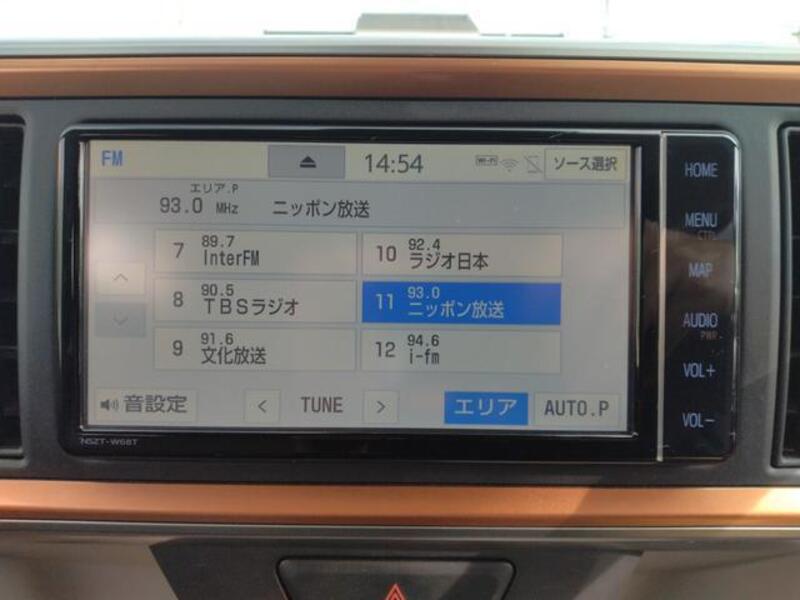 FM
14:54
Wi-Fi
ソース選択
エリア.P
93.0 MHz ニッポン放送
7 89.7 InterFM
8 90.5 TBSラジオ
9 91.6 文化放送
10 92.4 ラジオ日本
11 93.0 ニッポン放送
12 94.6 i-fm
音設定
< TUNE >
エリア
AUTO.P
NSZT-W68T
HOME
MENU
CTL
MAP
AUDIO
PWR
VOL+
VOL-